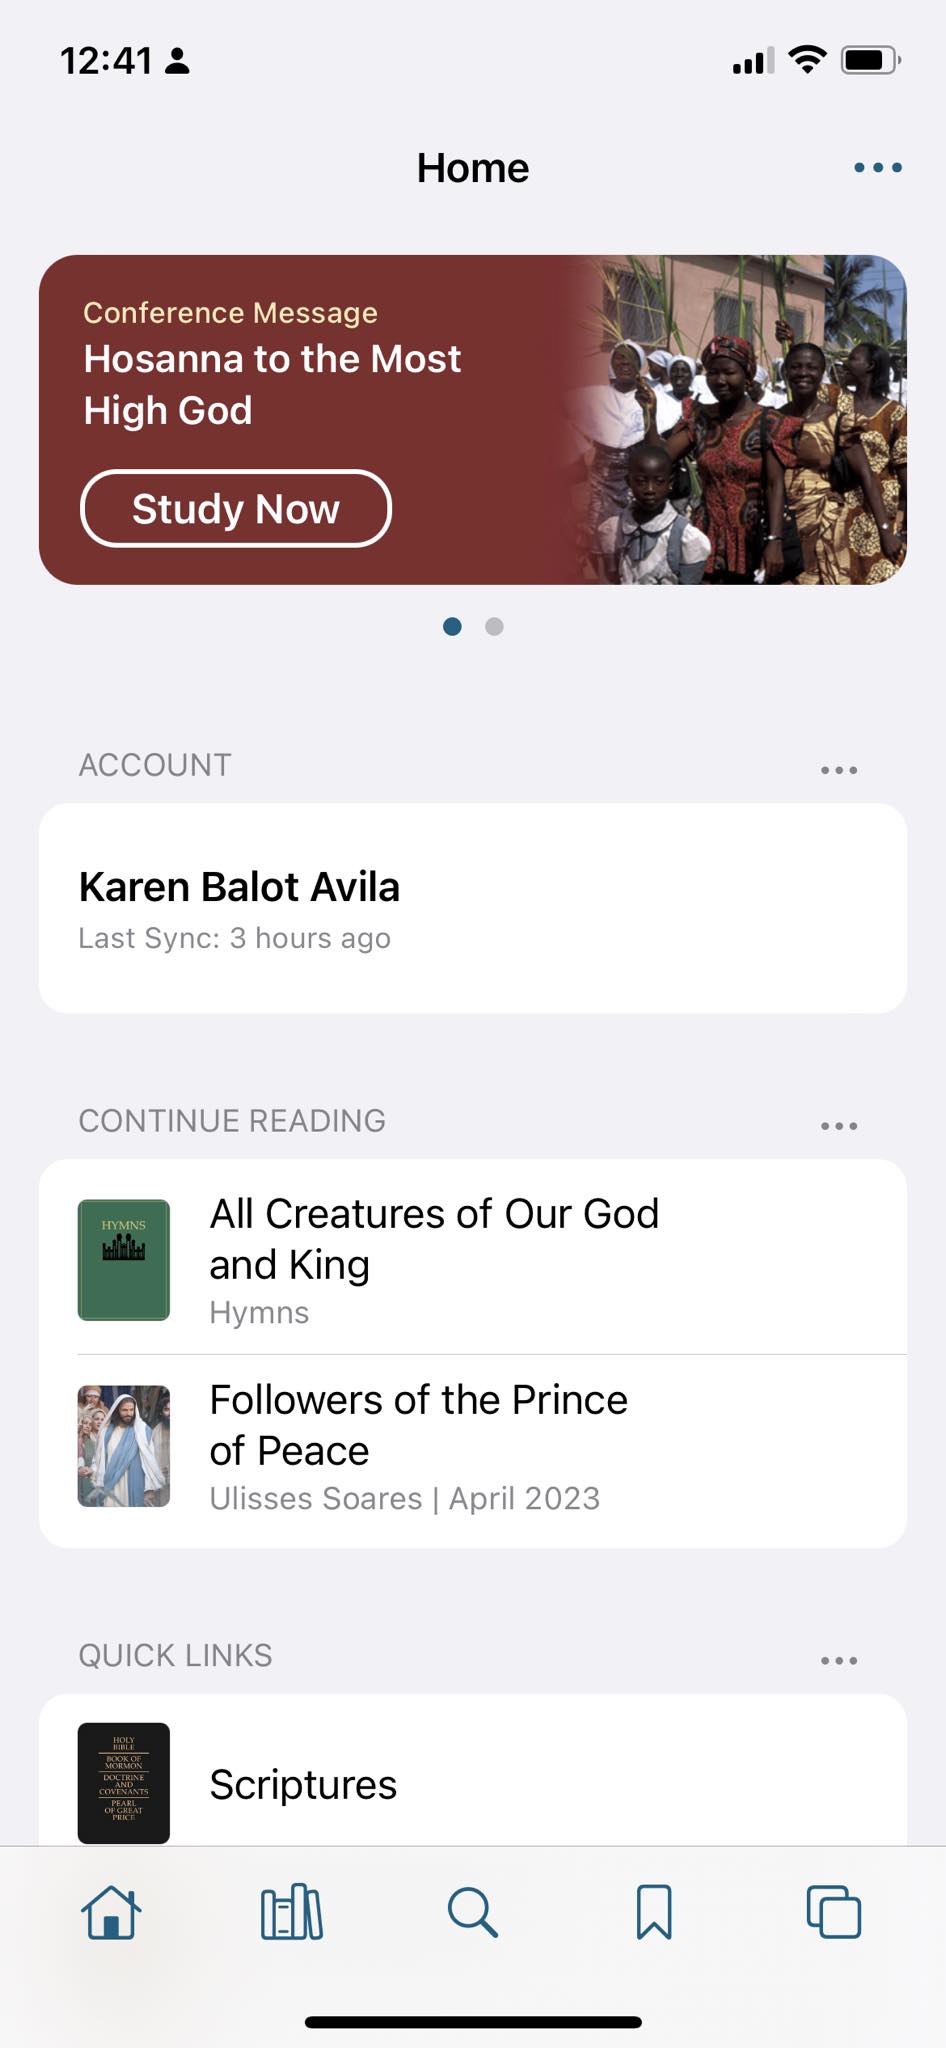 12:41
Home
Conference Message
Hosanna to the Most
High God
Study Now
ACCOUNT
Karen Balot Avila
Last Sync: 3 hours ago
CONTINUE READING
HYMNS
All Creatures of Our God
and King
Hymns
Followers of the Prince
of Peace
Ulisses Soares | April 2023
QUICK LINKS
HOLY
BIBLE
BOOK OF
MORMON
DOCTRINE
AND
COVENANTS
PEARL
OF GREAT
PRICE
Scriptures